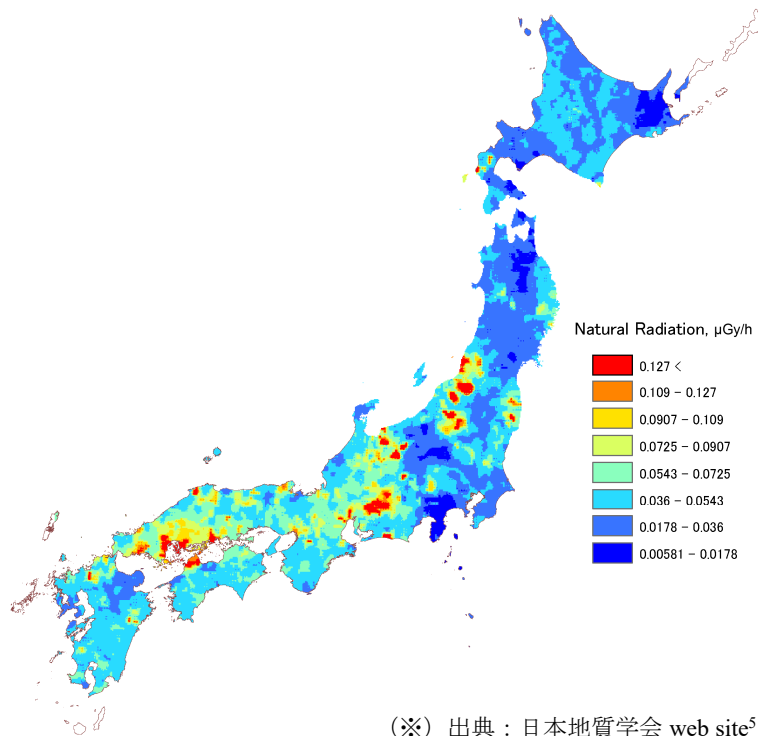 Natural Radiation, μGy/h
0.127 <
0.109 – 0.127
0.0907 – 0.109
0.0725 – 0.0907
0.0543 – 0.0725
0.036 – 0.0543
0.0178 – 0.036
0.00581 – 0.0178
(※) 出典：日本地質学会 web site⁵